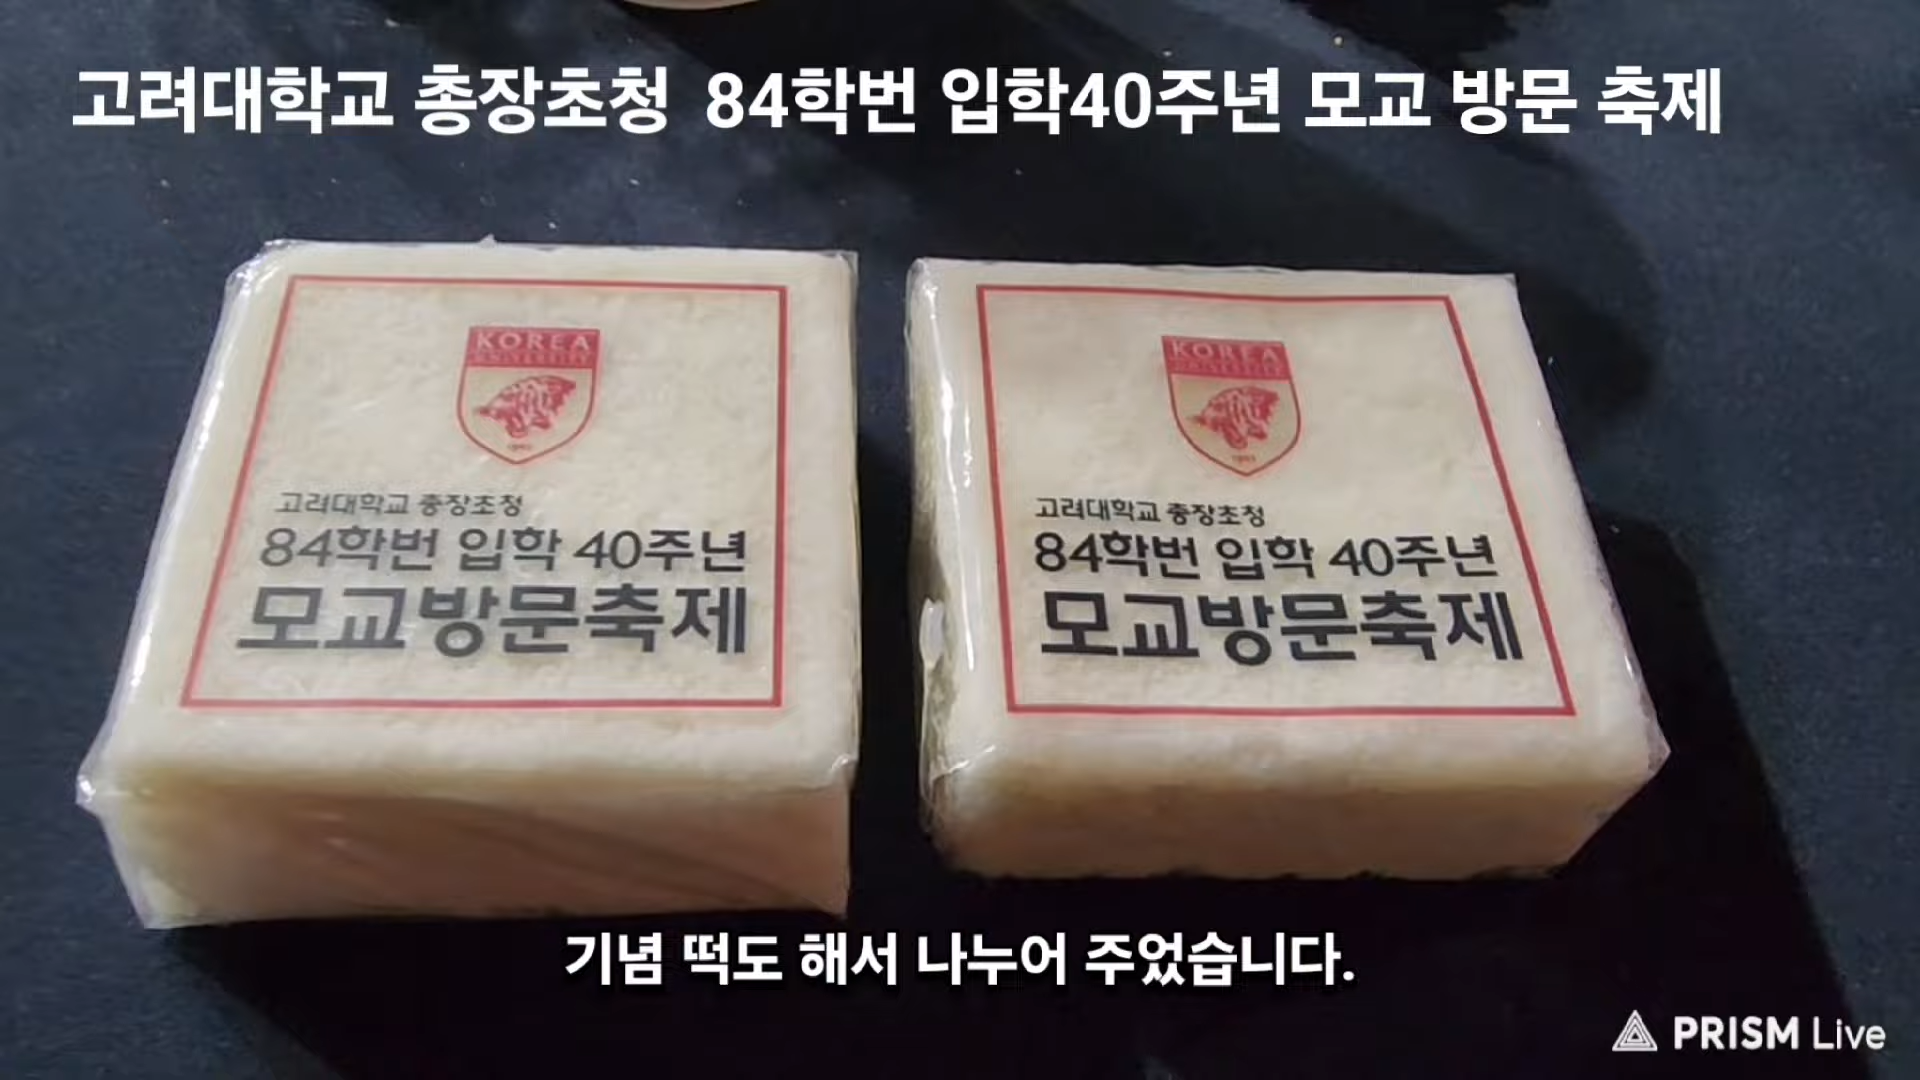 고려대학교 총장초청 84학번 입학40주년 모교 방문 축제
KOREA
UNIVERSITY
고려대학교 총장초청
84학번 입학 40주년
모교방문축제
KOREA
UNIVERSITY
고려대학교 총장초청
84학번 입학 40주년
모교방문축제
기념 떡도 해서 나누어 주었습니다.
PRISM Live